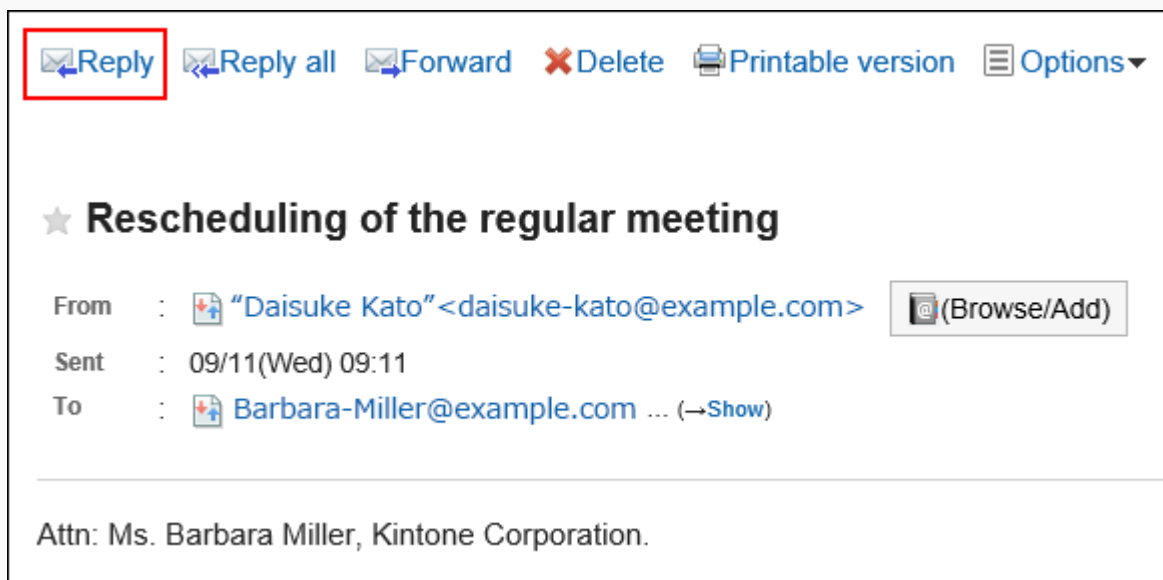 Reply Reply all Forward Delete Printable version Options
Rescheduling of the regular meeting
From : “Daisuke Kato”<daisuke-kato@example.com> (Browse/Add)
Sent : 09/11(Wed) 09:11
To : Barbara-Miller@example.com ... (→Show)
Attn: Ms. Barbara Miller, Kintone Corporation.